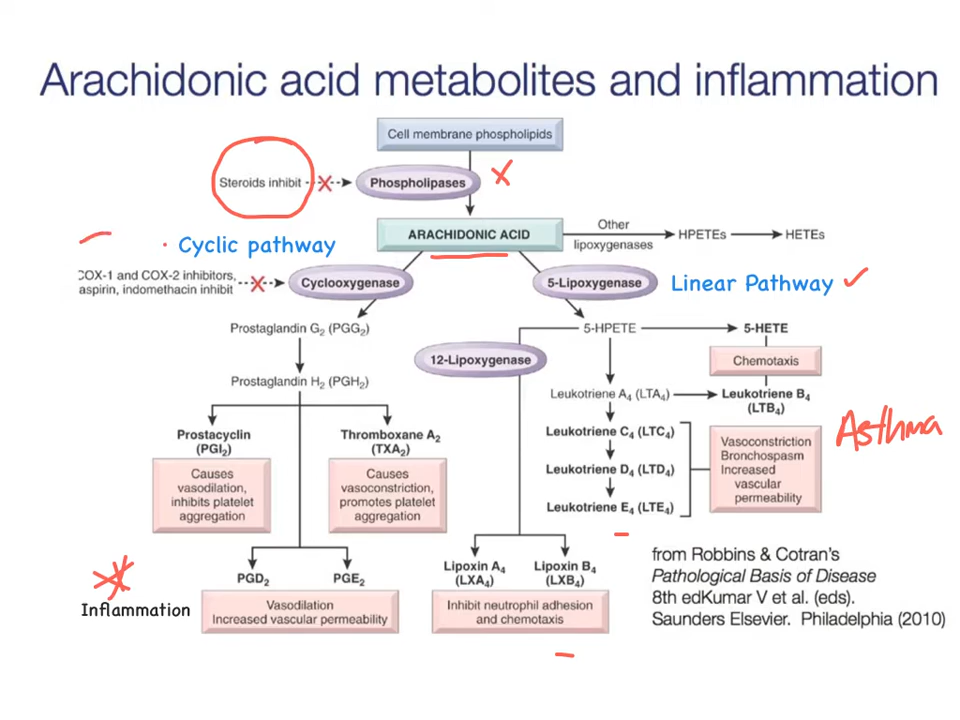 Arachidonic acid metabolites and inflammation
Cell membrane phospholipids
Steroids inhibit
Phospholipases
ARACHIDONIC ACID
Other
lipoxygenases
HPETEs
HETEs
Cyclic pathway
COX-1 and COX-2 inhibitors,
aspirin, indomethacin inhibit
Cyclooxygenase
5-Lipoxygenase
Linear Pathway
Prostaglandin G₂ (PGG₂)
5-HPETE
5-HETE
12-Lipoxygenase
Chemotaxis
Prostaglandin H₂ (PGH₂)
Leukotriene A₄ (LTA₄)
Leukotriene B₄
(LTB₄)
Prostacyclin
(PGI₂)
Thromboxane A₂
(TXA₂)
Leukotriene C₄ (LTC₄)
Leukotriene D₄ (LTD₄)
Leukotriene E₄ (LTE₄)
Vasoconstriction
Bronchospasm
Increased
vascular
permeability
Asthma
Causes
vasodilation,
inhibits platelet
aggregation
Causes
vasoconstriction,
promotes platelet
aggregation
PGD₂
PGE₂
Lipoxin A₄
(LXA₄)
Lipoxin B₄
(LXB₄)
Inflammation
Vasodilation
Increased vascular permeability
Inhibit neutrophil adhesion
and chemotaxis
from Robbins & Cotran's
Pathological Basis of Disease
8th edKumar V et al. (eds).
Saunders Elsevier. Philadelphia (2010)